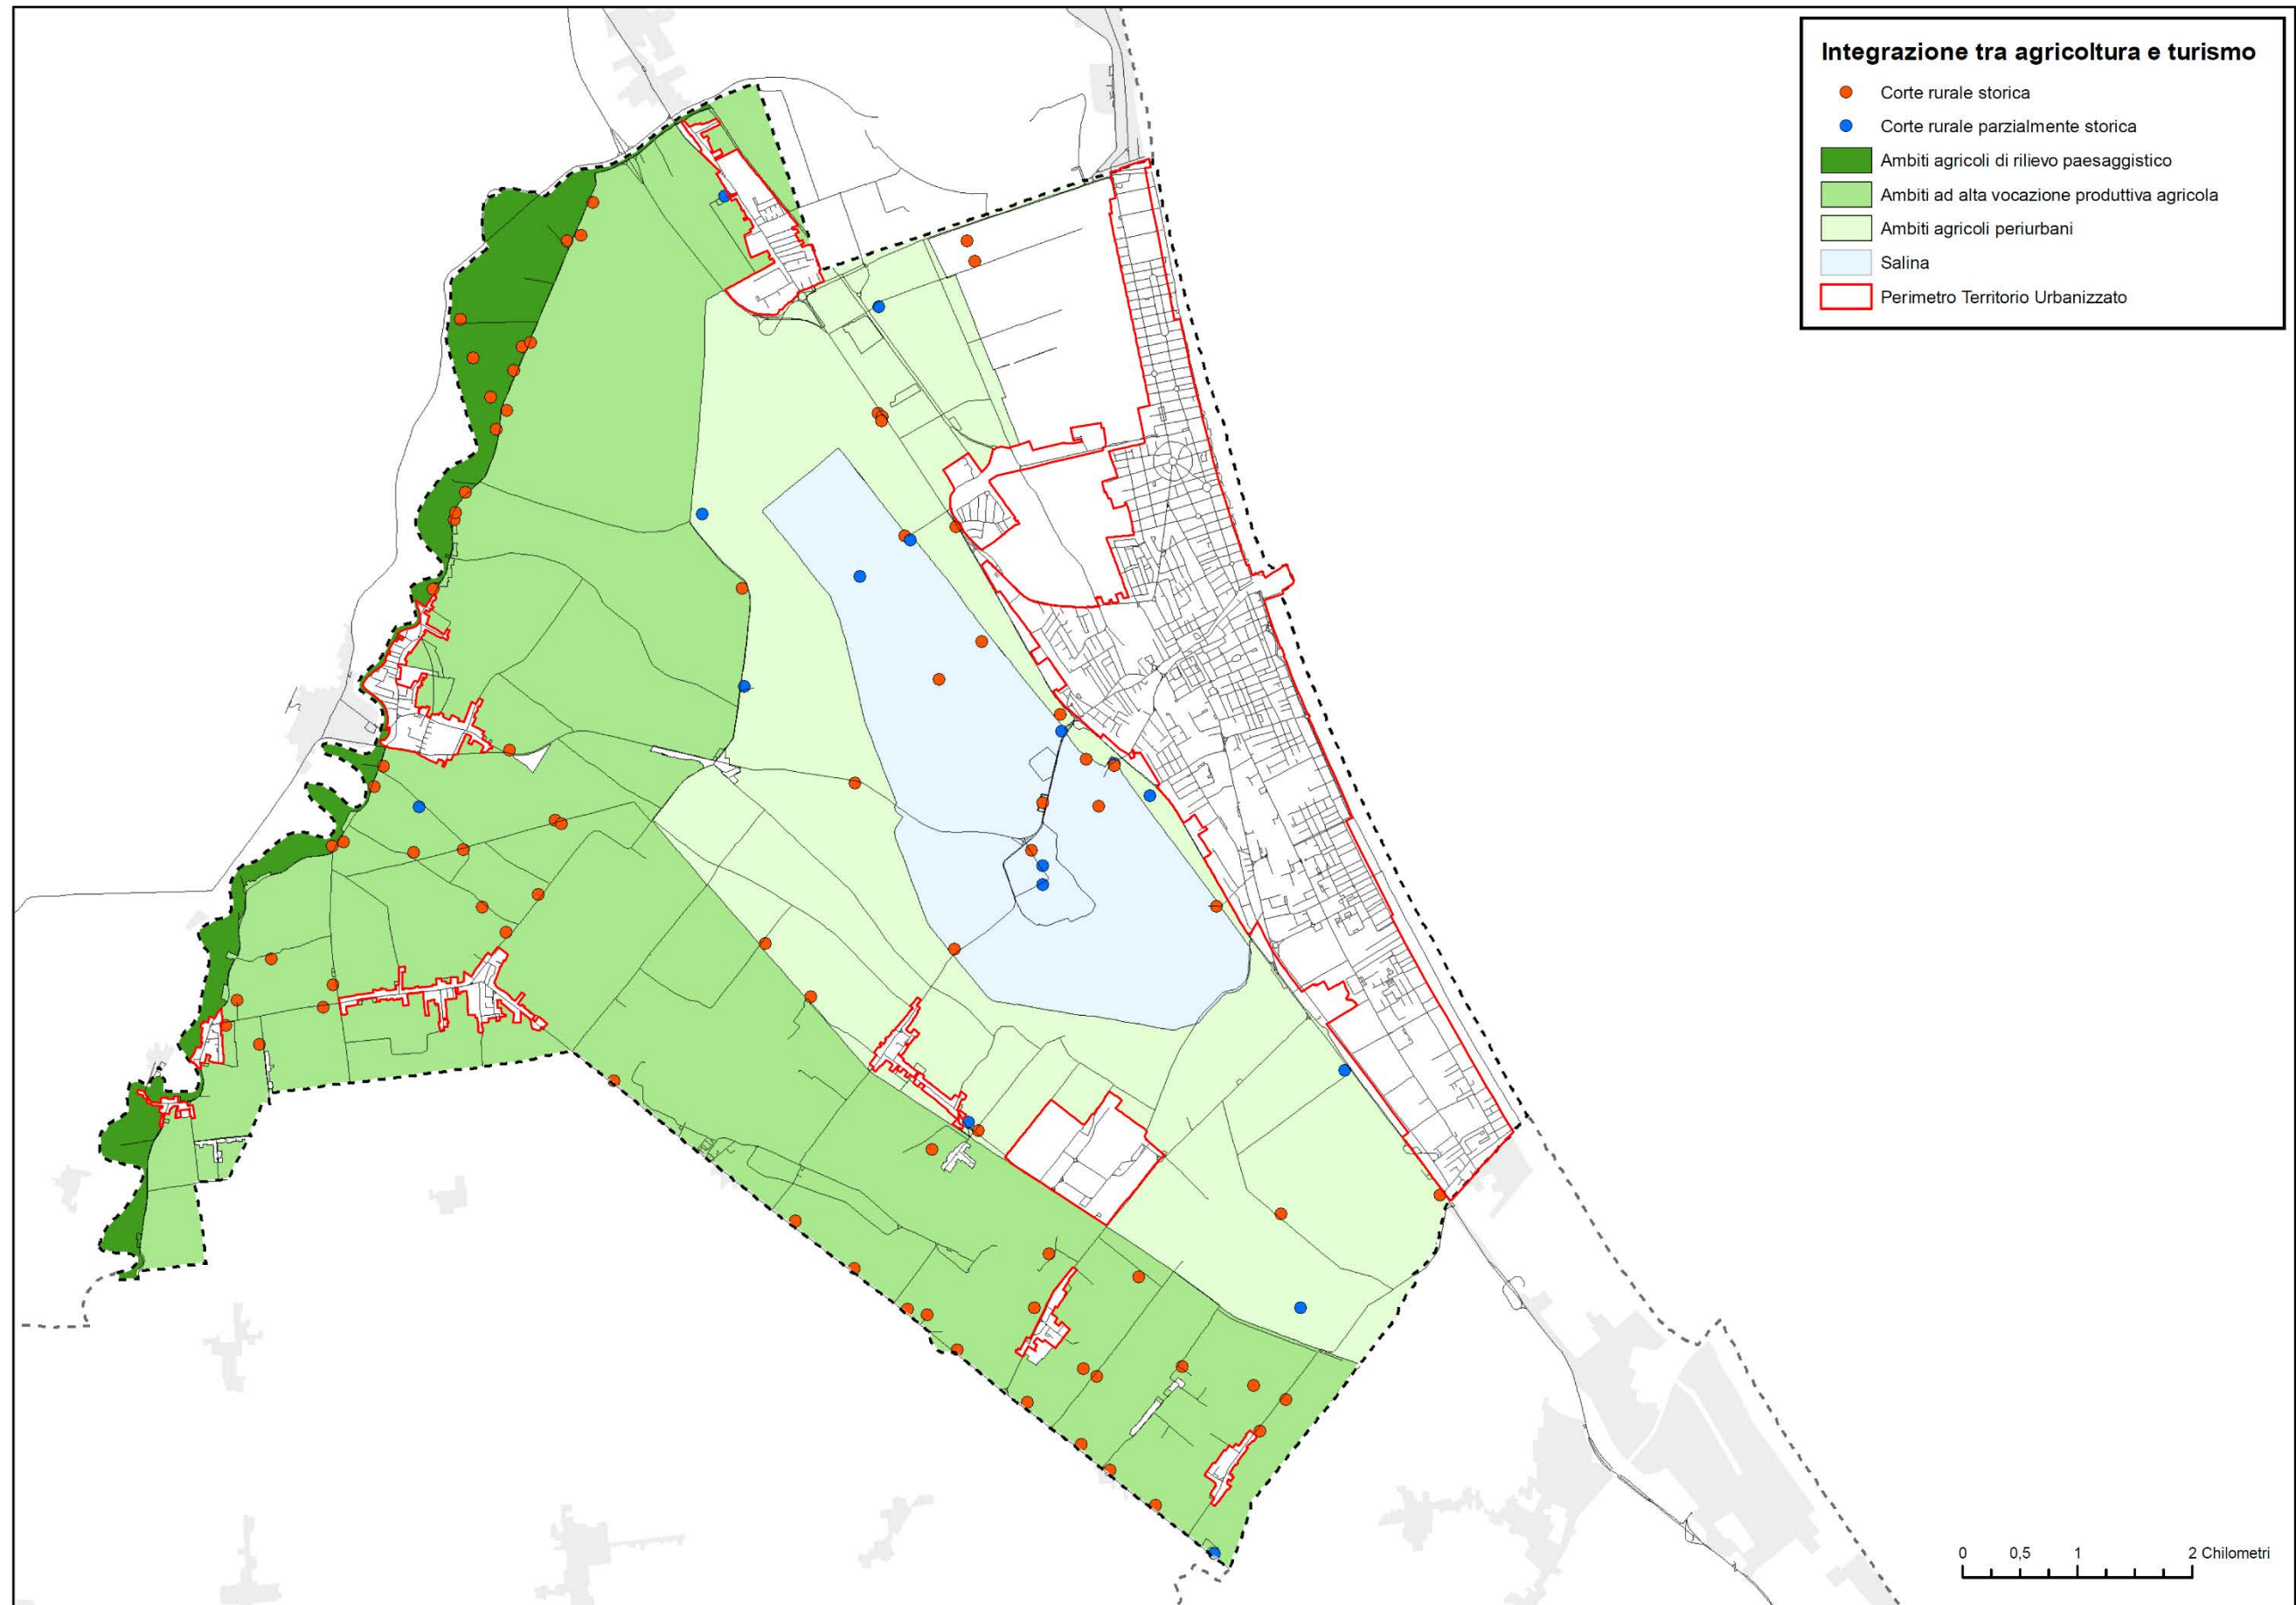 Integrazione tra agricoltura e turismo
Corte rurale storica
Corte rurale parzialmente storica
Ambiti agricoli di rilievo paesaggistico
Ambiti ad alta vocazione produttiva agricola
Ambiti agricoli periurbani
Salina
Perimetro Territorio Urbanizzato
0 0,5 1 2 Chilometri